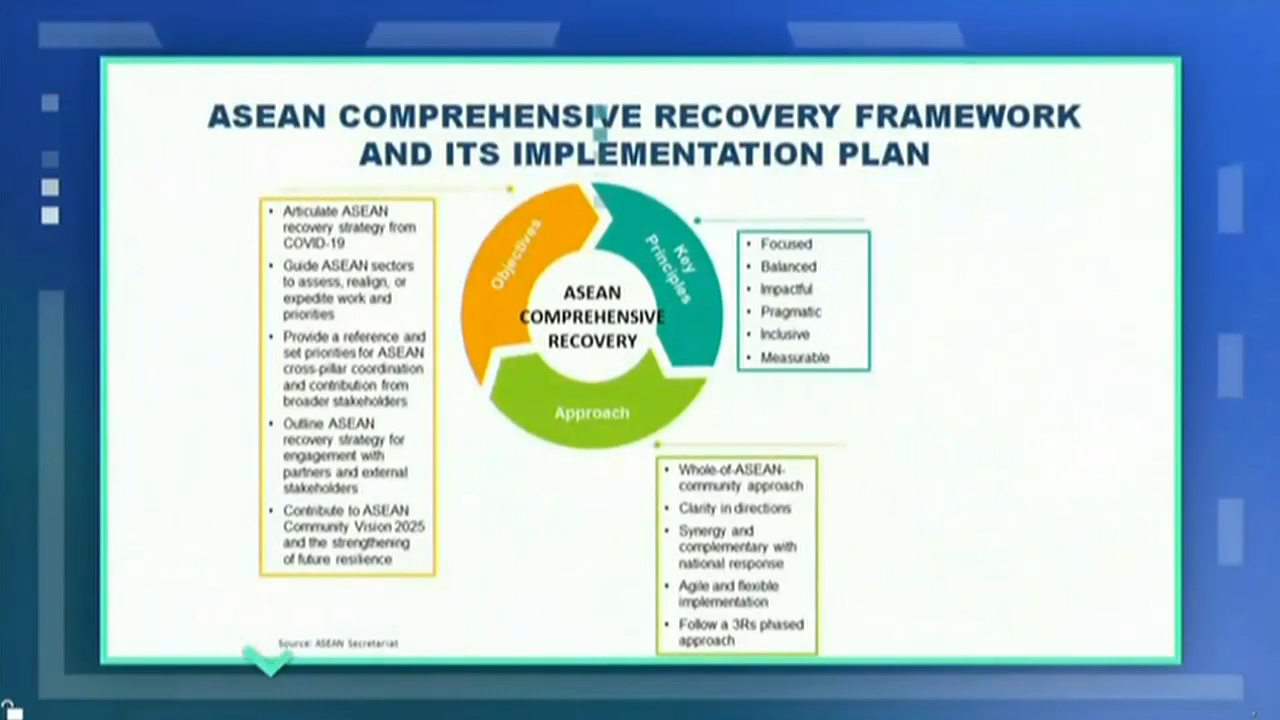 ASEAN COMPREHENSIVE RECOVERY FRAMEWORK
AND ITS IMPLEMENTATION PLAN
• Articulate ASEAN
recovery strategy from
COVID-19
• Guide ASEAN sectors
to assess, realign, or
expedite work and
priorities
• Provide a reference and
set priorities for ASEAN
cross-pillar coordination
and contribution from
broader stakeholders
• Outline ASEAN
recovery strategy for
engagement with
partners and external
stakeholders
• Contribute to ASEAN
Community Vision 2025
and the strengthening
of future resilience
Objectives
Key
Principles
ASEAN
COMPREHENSIVE
RECOVERY
Approach
• Focused
• Balanced
• Impactful
• Pragmatic
• Inclusive
• Measurable
• Whole-of-ASEAN-
community approach
• Clarity in directions
• Synergy and
complementary with
national response
• Agile and flexible
implementation
• Follow a 3Rs phased
approach
Source: ASEAN Secretariat